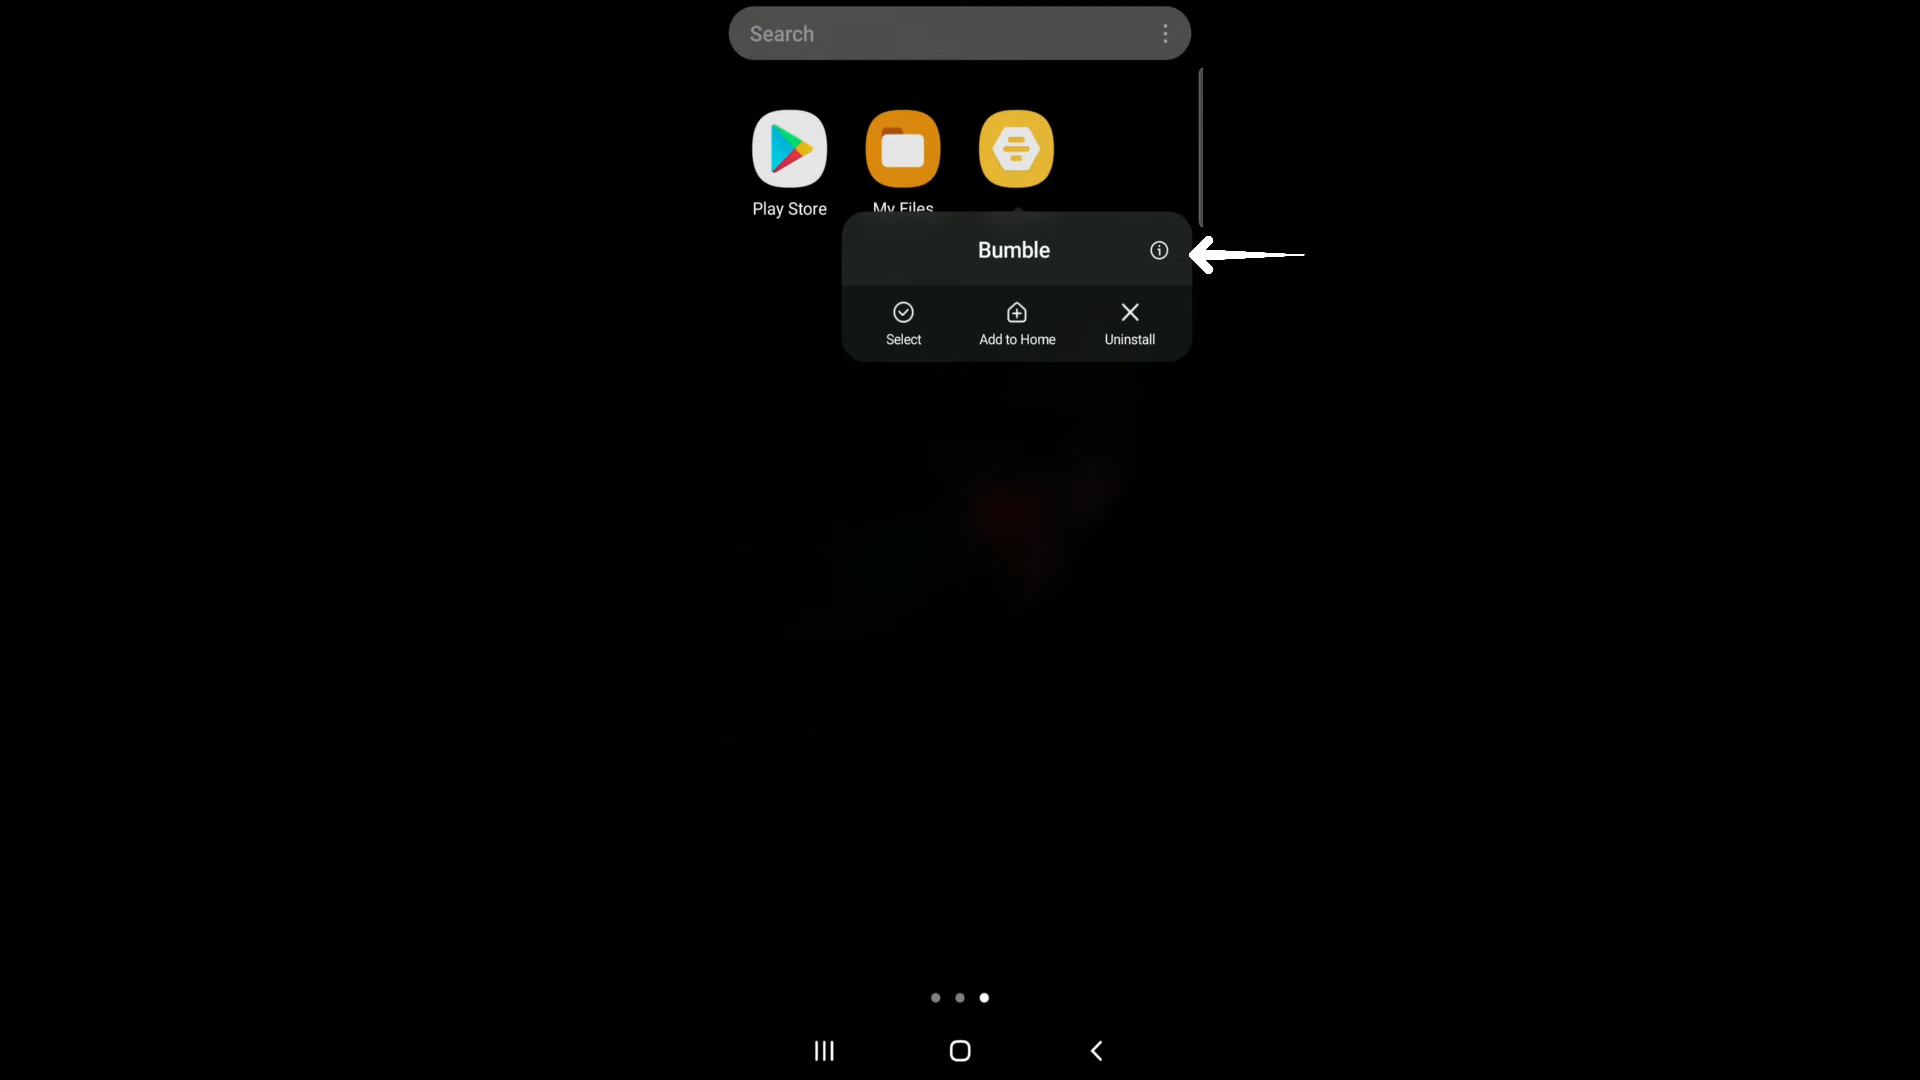 Search
Play Store
My Files
Bumble
Select
Add to Home
Uninstall